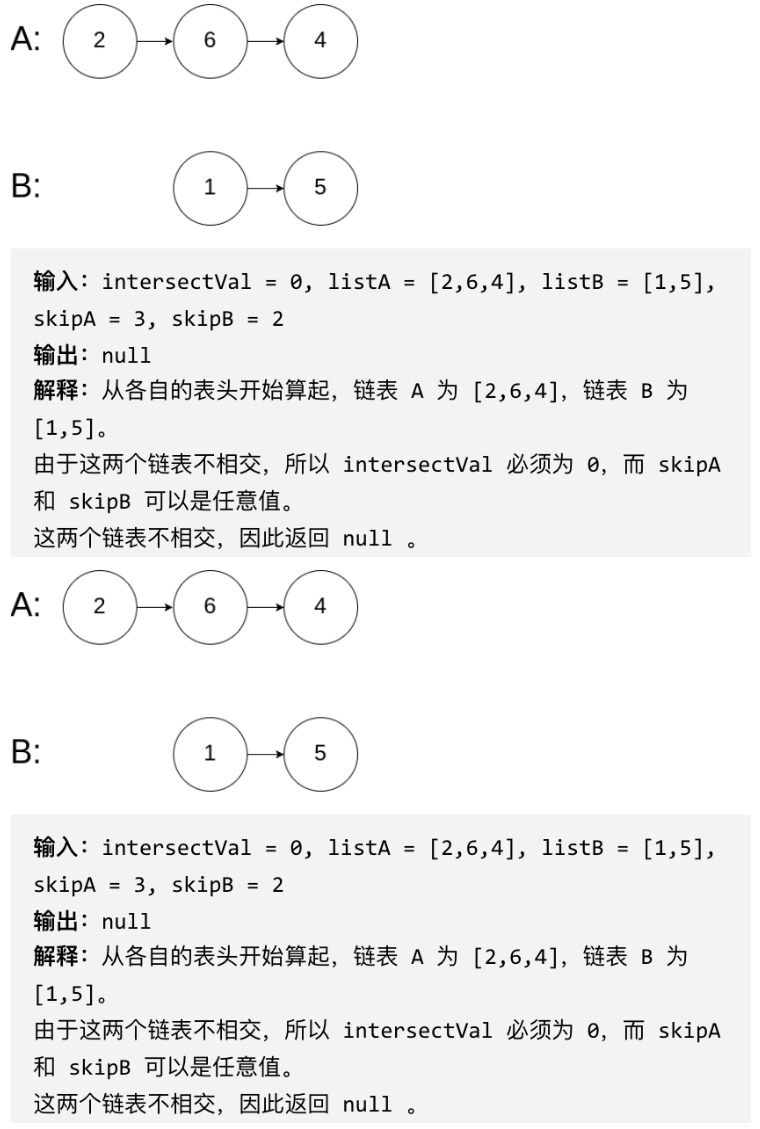 A: 2 6 4
B: 1 5
输入：intersectVal = 0, listA = [2,6,4], listB = [1,5],
skipA = 3, skipB = 2
输出：null
解释：从各自的表头开始算起，链表 A 为 [2,6,4]，链表 B 为
[1,5]。
由于这两个链表不相交，所以 intersectVal 必须为 0，而 skipA
和 skipB 可以是任意值。
这两个链表不相交，因此返回 null 。
A: 2 6 4
B: 1 5
输入：intersectVal = 0, listA = [2,6,4], listB = [1,5],
skipA = 3, skipB = 2
输出：null
解释：从各自的表头开始算起，链表 A 为 [2,6,4]，链表 B 为
[1,5]。
由于这两个链表不相交，所以 intersectVal 必须为 0，而 skipA
和 skipB 可以是任意值。
这两个链表不相交，因此返回 null 。